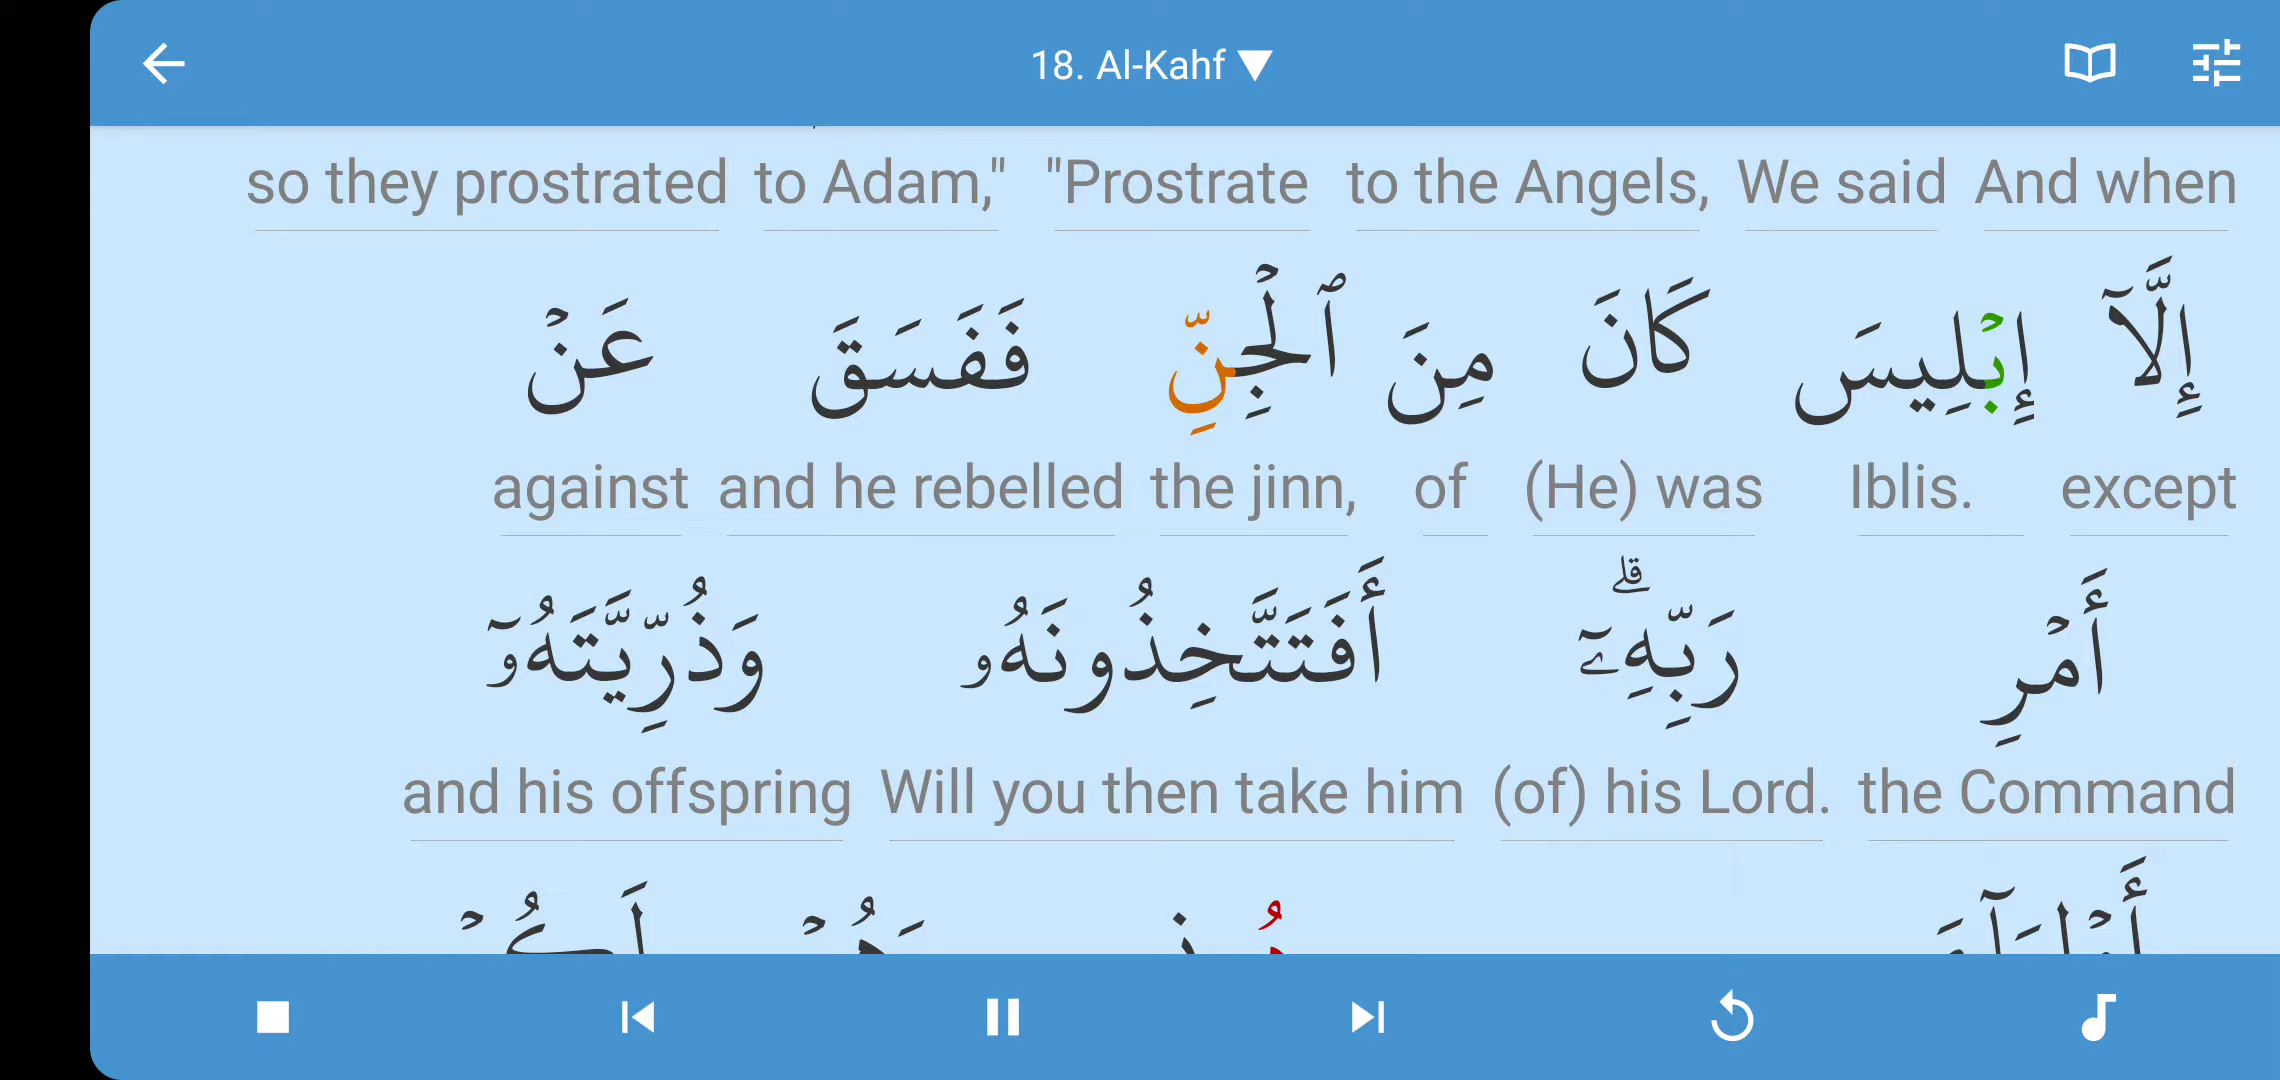 18. Al-Kahf ▼
And when We said to the Angels, "Prostrate to Adam," so they prostrated
إِلَّآ إِبۡلِيسَ كَانَ مِنَ ٱلۡجِنِّ فَفَسَقَ عَنۡ
except Iblis. (He) was of the jinn, and he rebelled against
أَمۡرِ رَبِّهِۦٓۗ أَفَتَتَّخِذُونَهُۥ وَذُرِّيَّتَهُۥٓ
the Command (of) his Lord. Will you then take him and his offspring